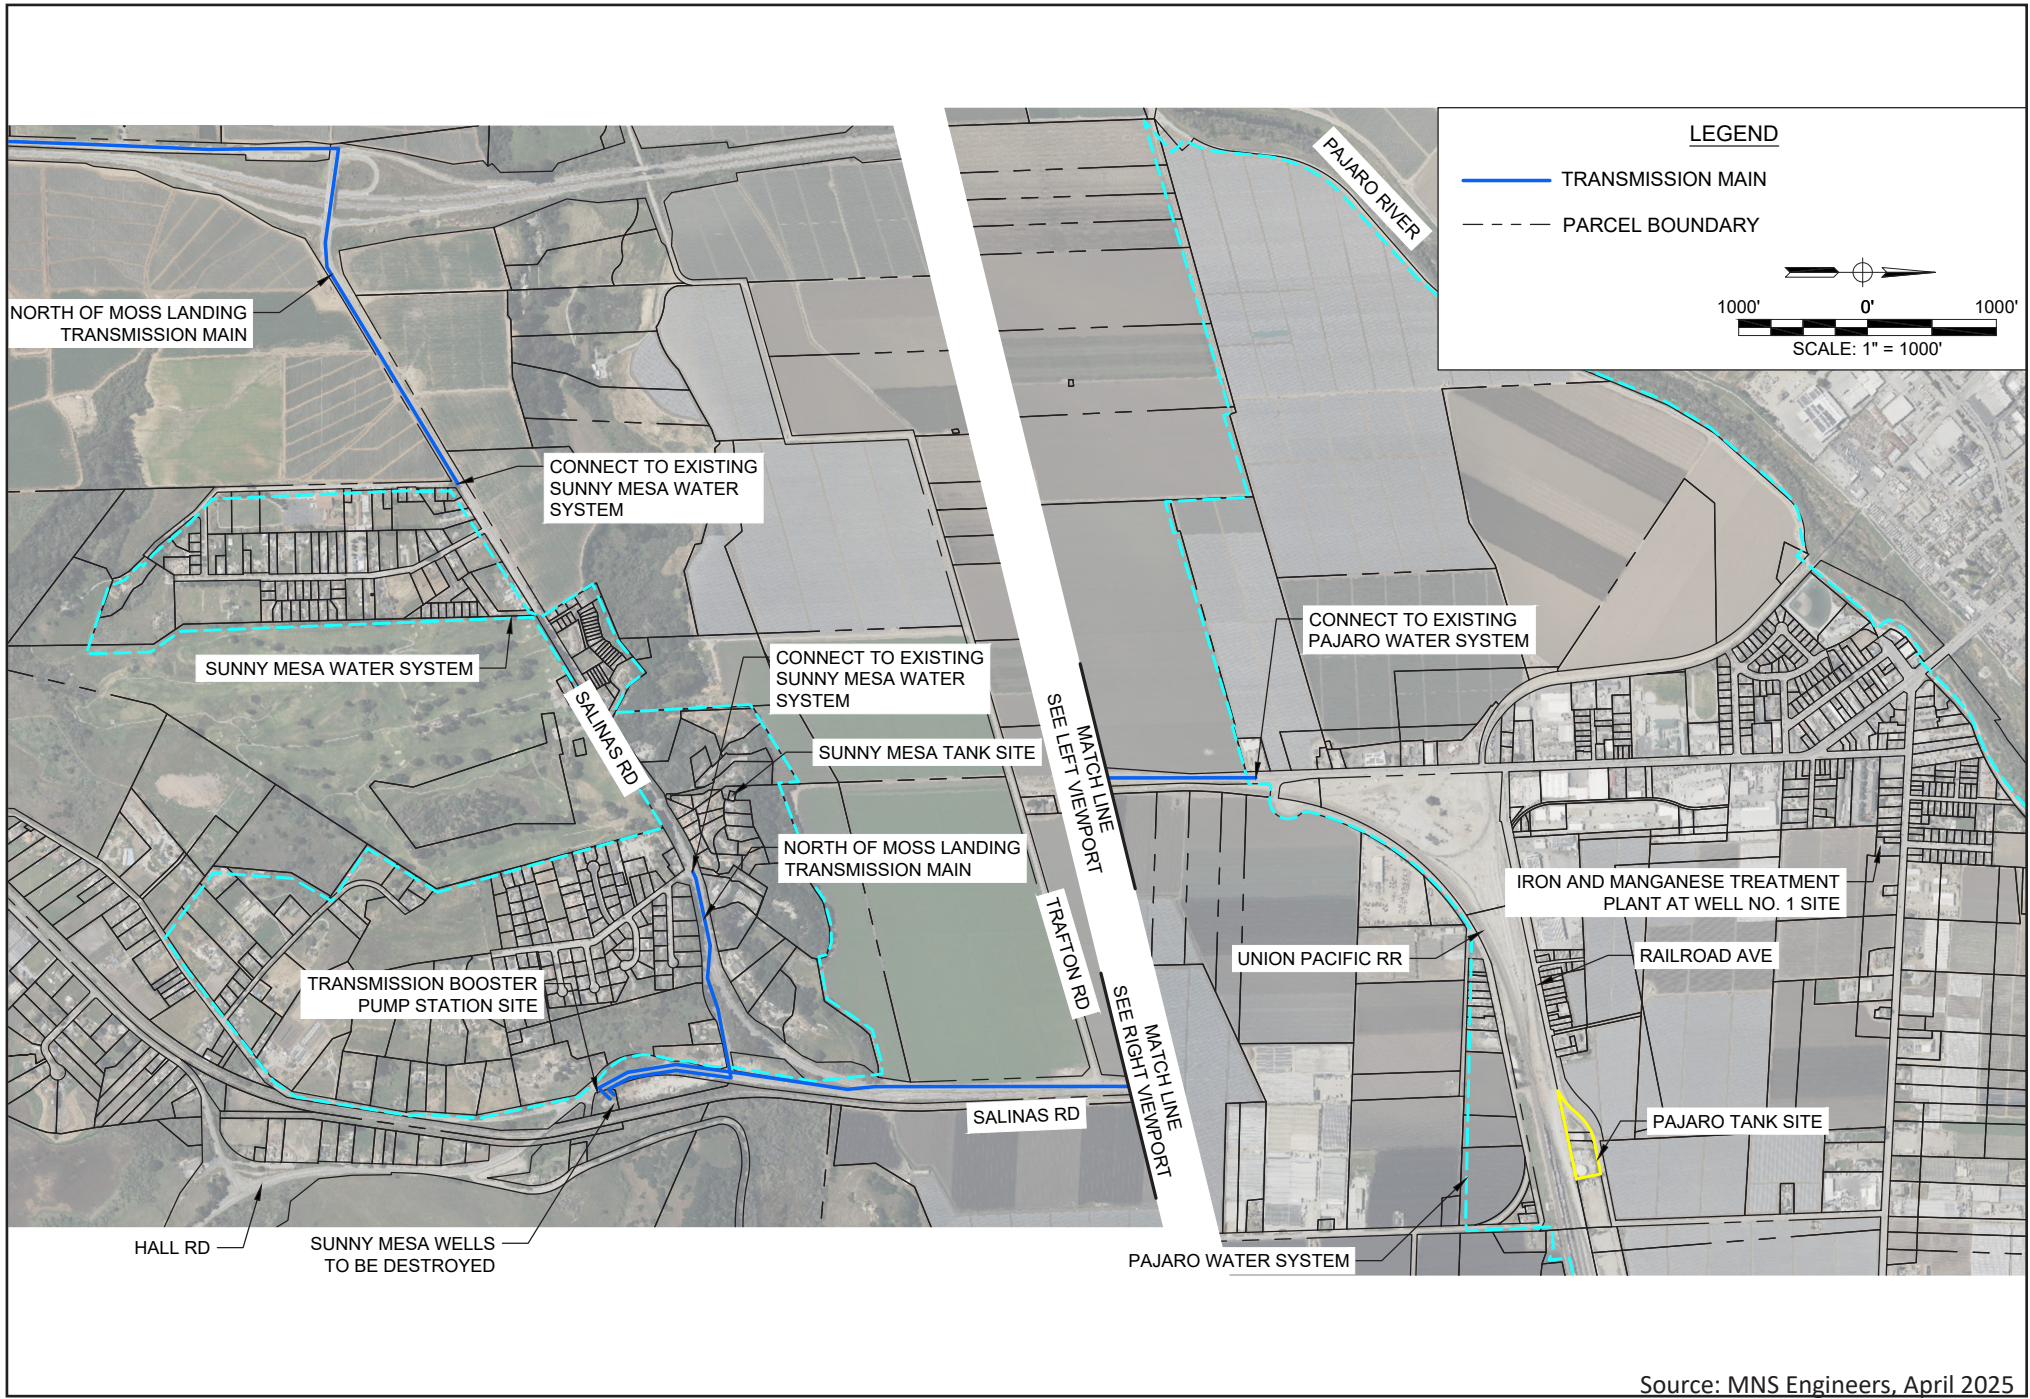 LEGEND
TRANSMISSION MAIN
PARCEL BOUNDARY
1000'
0'
1000'
SCALE: 1" = 1000'
PAJARO RIVER
NORTH OF MOSS LANDING
TRANSMISSION MAIN
CONNECT TO EXISTING
SUNNY MESA WATER
SYSTEM
SUNNY MESA WATER SYSTEM
SALINAS RD
CONNECT TO EXISTING
SUNNY MESA WATER
SYSTEM
SUNNY MESA TANK SITE
NORTH OF MOSS LANDING
TRANSMISSION MAIN
TRANSMISSION BOOSTER
PUMP STATION SITE
TRAFTON RD
SALINAS RD
HALL RD
SUNNY MESA WELLS
TO BE DESTROYED
MATCH LINE
SEE LEFT VIEWPORT
MATCH LINE
SEE RIGHT VIEWPORT
CONNECT TO EXISTING
PAJARO WATER SYSTEM
IRON AND MANGANESE TREATMENT
PLANT AT WELL NO. 1 SITE
UNION PACIFIC RR
RAILROAD AVE
PAJARO TANK SITE
PAJARO WATER SYSTEM
Source: MNS Engineers, April 2025